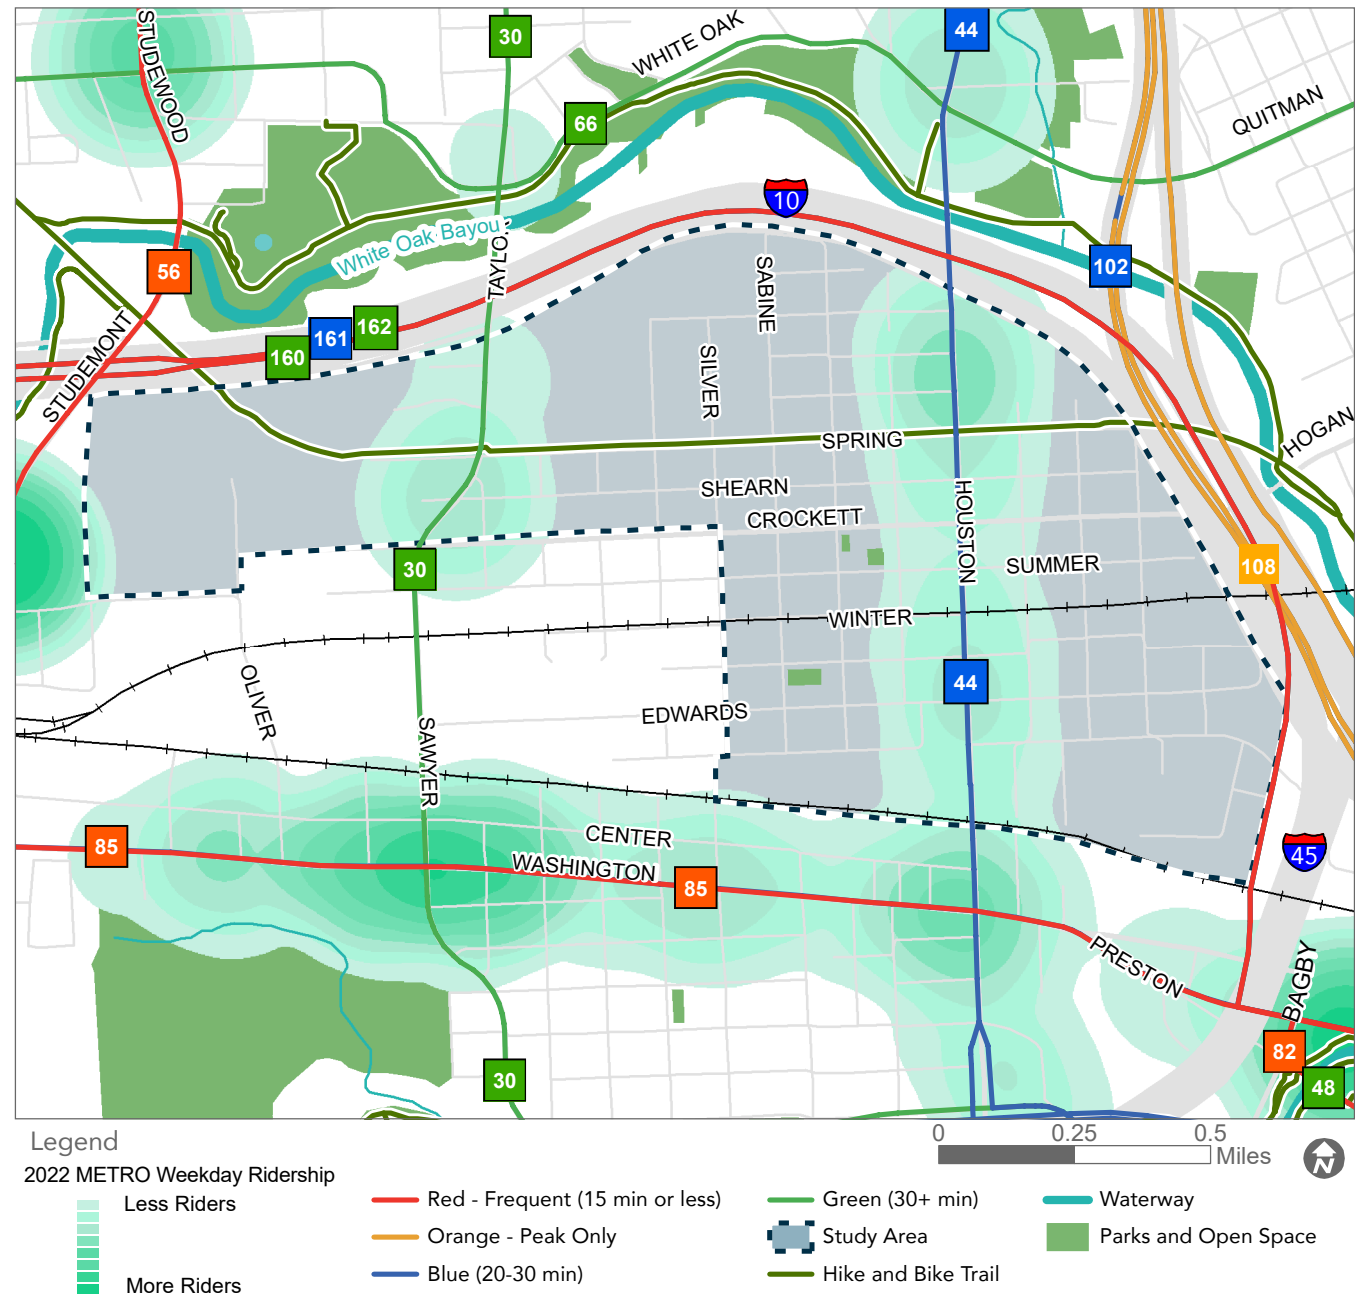 STUDEWOOD
30
WHITE OAK
44
66
QUITMAN
10
White Oak Bayou
TAYLO
56
102
SABINE
161
162
160
STUDEMONT
SILVER
HOGAN
SPRING
SHEARN
CROCKETT
HOUSTON
30
SUMMER
108
WINTER
OLIVER
44
EDWARDS
SAWYER
85
CENTER
WASHINGTON
85
45
PRESTON
BAGBY
82
30
48
Legend
0 0.25 0.5
Miles
N
2022 METRO Weekday Ridership
Less Riders
More Riders
Red - Frequent (15 min or less)
Orange - Peak Only
Blue (20-30 min)
Green (30+ min)
Study Area
Hike and Bike Trail
Waterway
Parks and Open Space